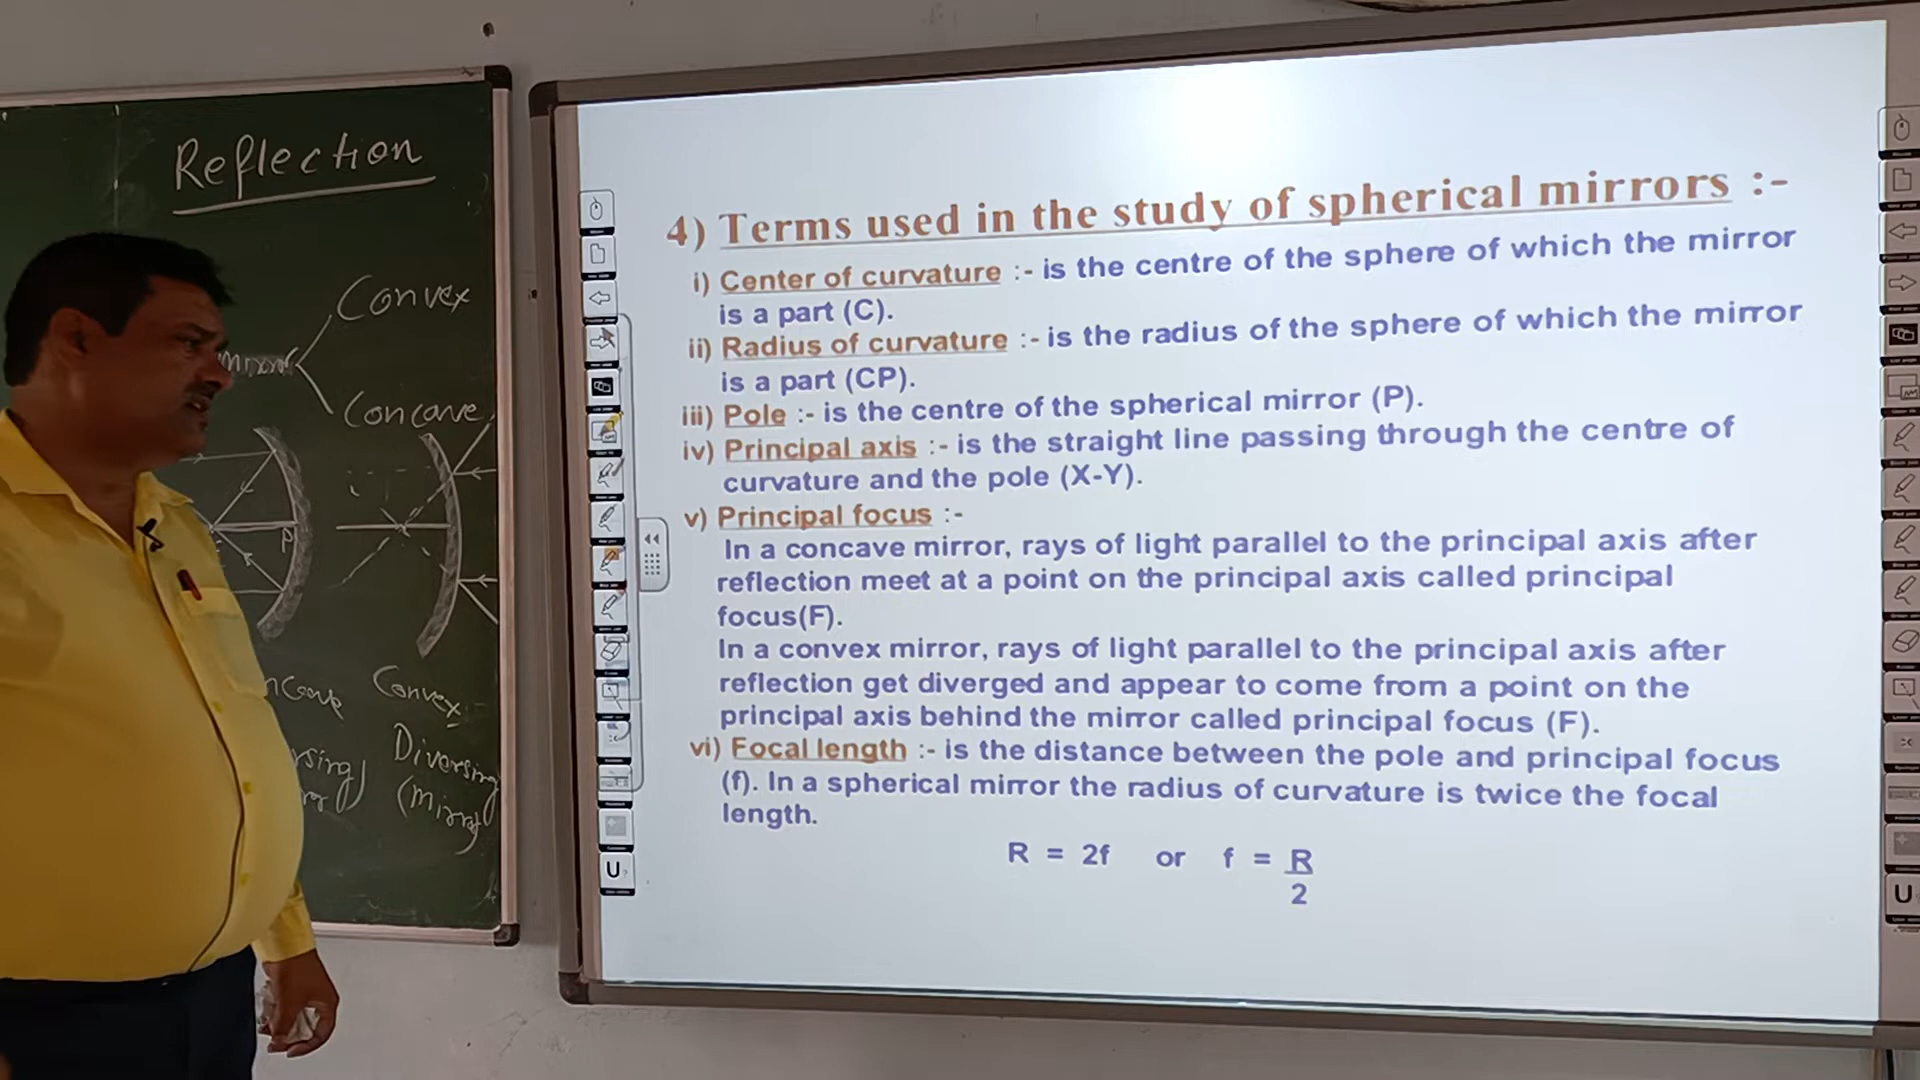 Reflection
Convex
Mirror
Concave
P
Convex
Diversing
(Mirror)
4) Terms used in the study of spherical mirrors :-
i) Center of curvature :- is the centre of the sphere of which the mirror
is a part (C).
ii) Radius of curvature :- is the radius of the sphere of which the mirror
is a part (CP).
iii) Pole :- is the centre of the spherical mirror (P).
iv) Principal axis :- is the straight line passing through the centre of
curvature and the pole (X-Y).
v) Principal focus :-
In a concave mirror, rays of light parallel to the principal axis after
reflection meet at a point on the principal axis called principal
focus(F).
In a convex mirror, rays of light parallel to the principal axis after
reflection get diverged and appear to come from a point on the
principal axis behind the mirror called principal focus (F).
vi) Focal length :- is the distance between the pole and principal focus
(f). In a spherical mirror the radius of curvature is twice the focal
length.
R = 2f or f = R
2
U
U